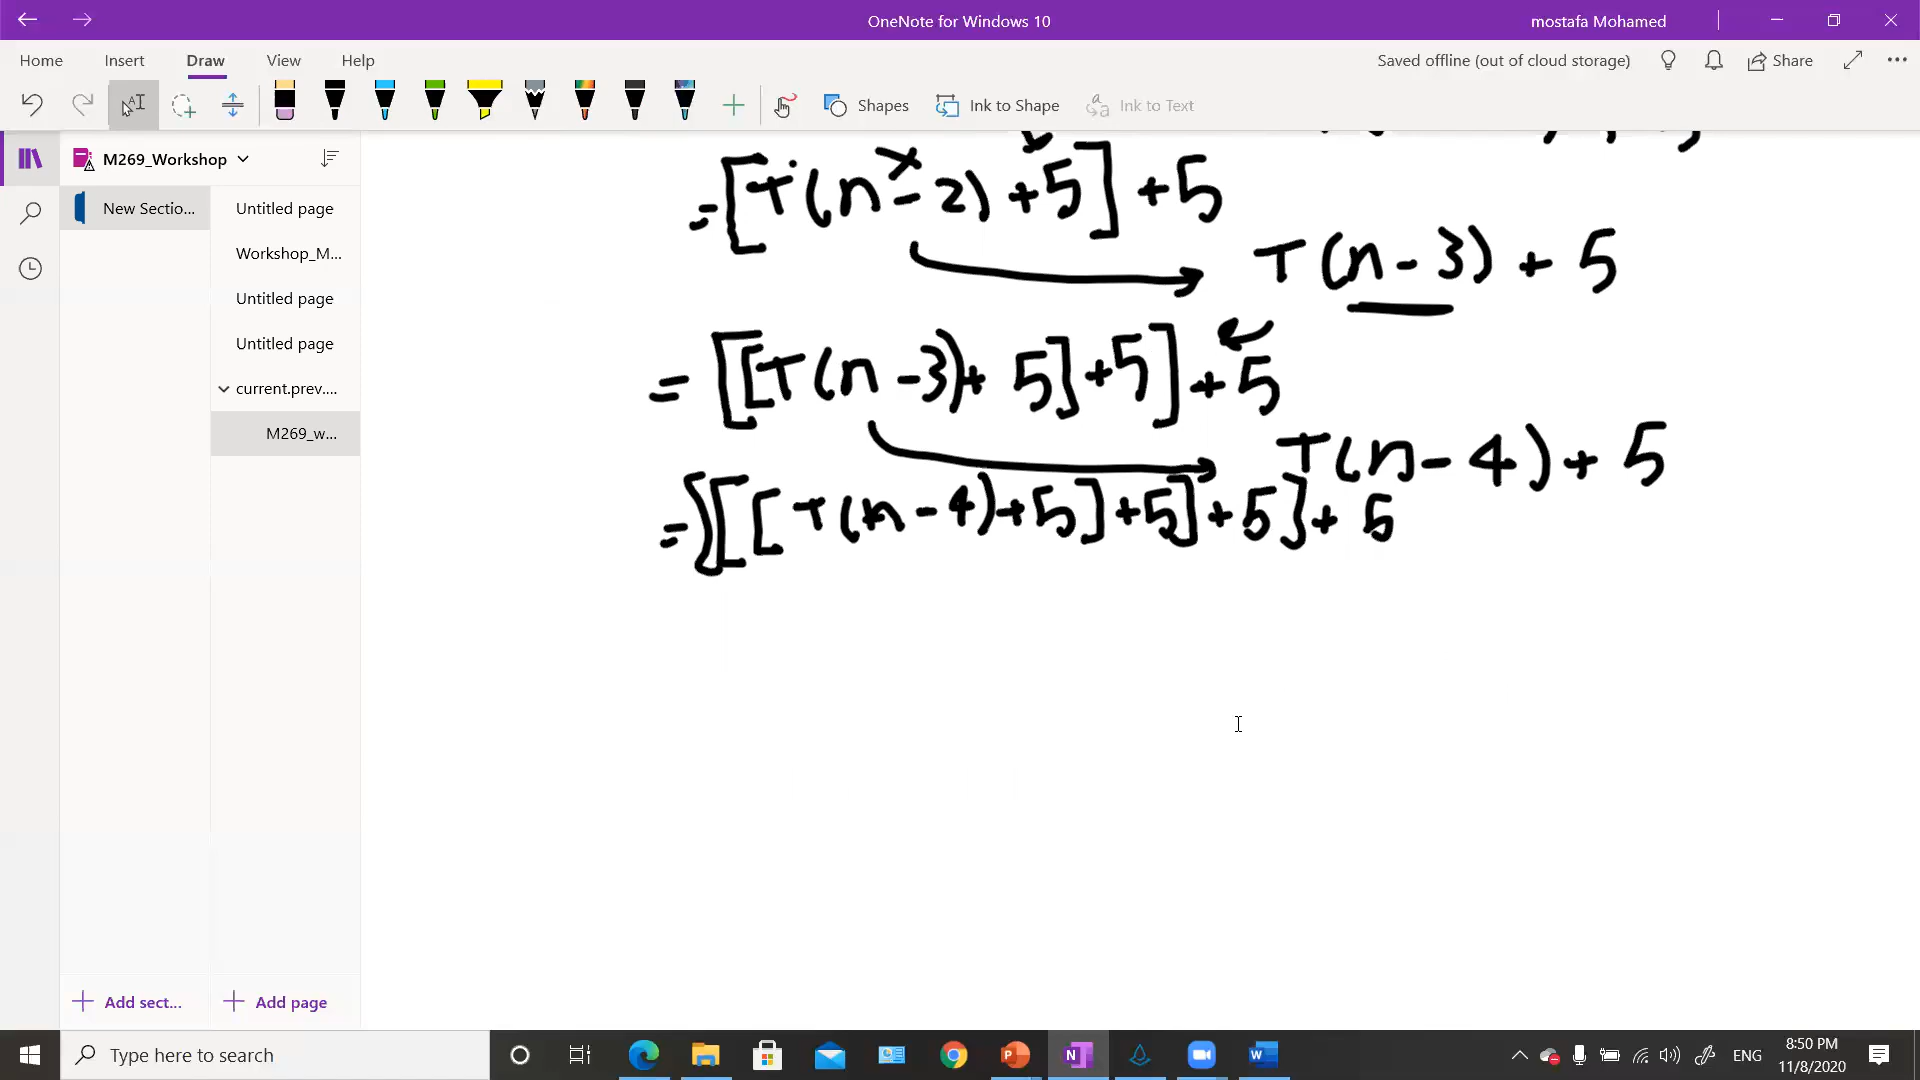 OneNote for Windows 10
mostafa Mohamed
Home Insert Draw View Help
Saved offline (out of cloud storage)
Share
Shapes
Ink to Shape
Ink to Text
M269_Workshop
New Sectio...
Untitled page
Workshop_M...
Untitled page
Untitled page
current.prev....
M269_w...
Add sect...
Add page
=[T(n-2)+5]+5
T(n-3)+5
=[[T(n-3)+5]+5]+5
T(n-4)+5
=[[[T(n-4)+5]+5]+5]+5
Type here to search
ENG
8:50 PM
11/8/2020